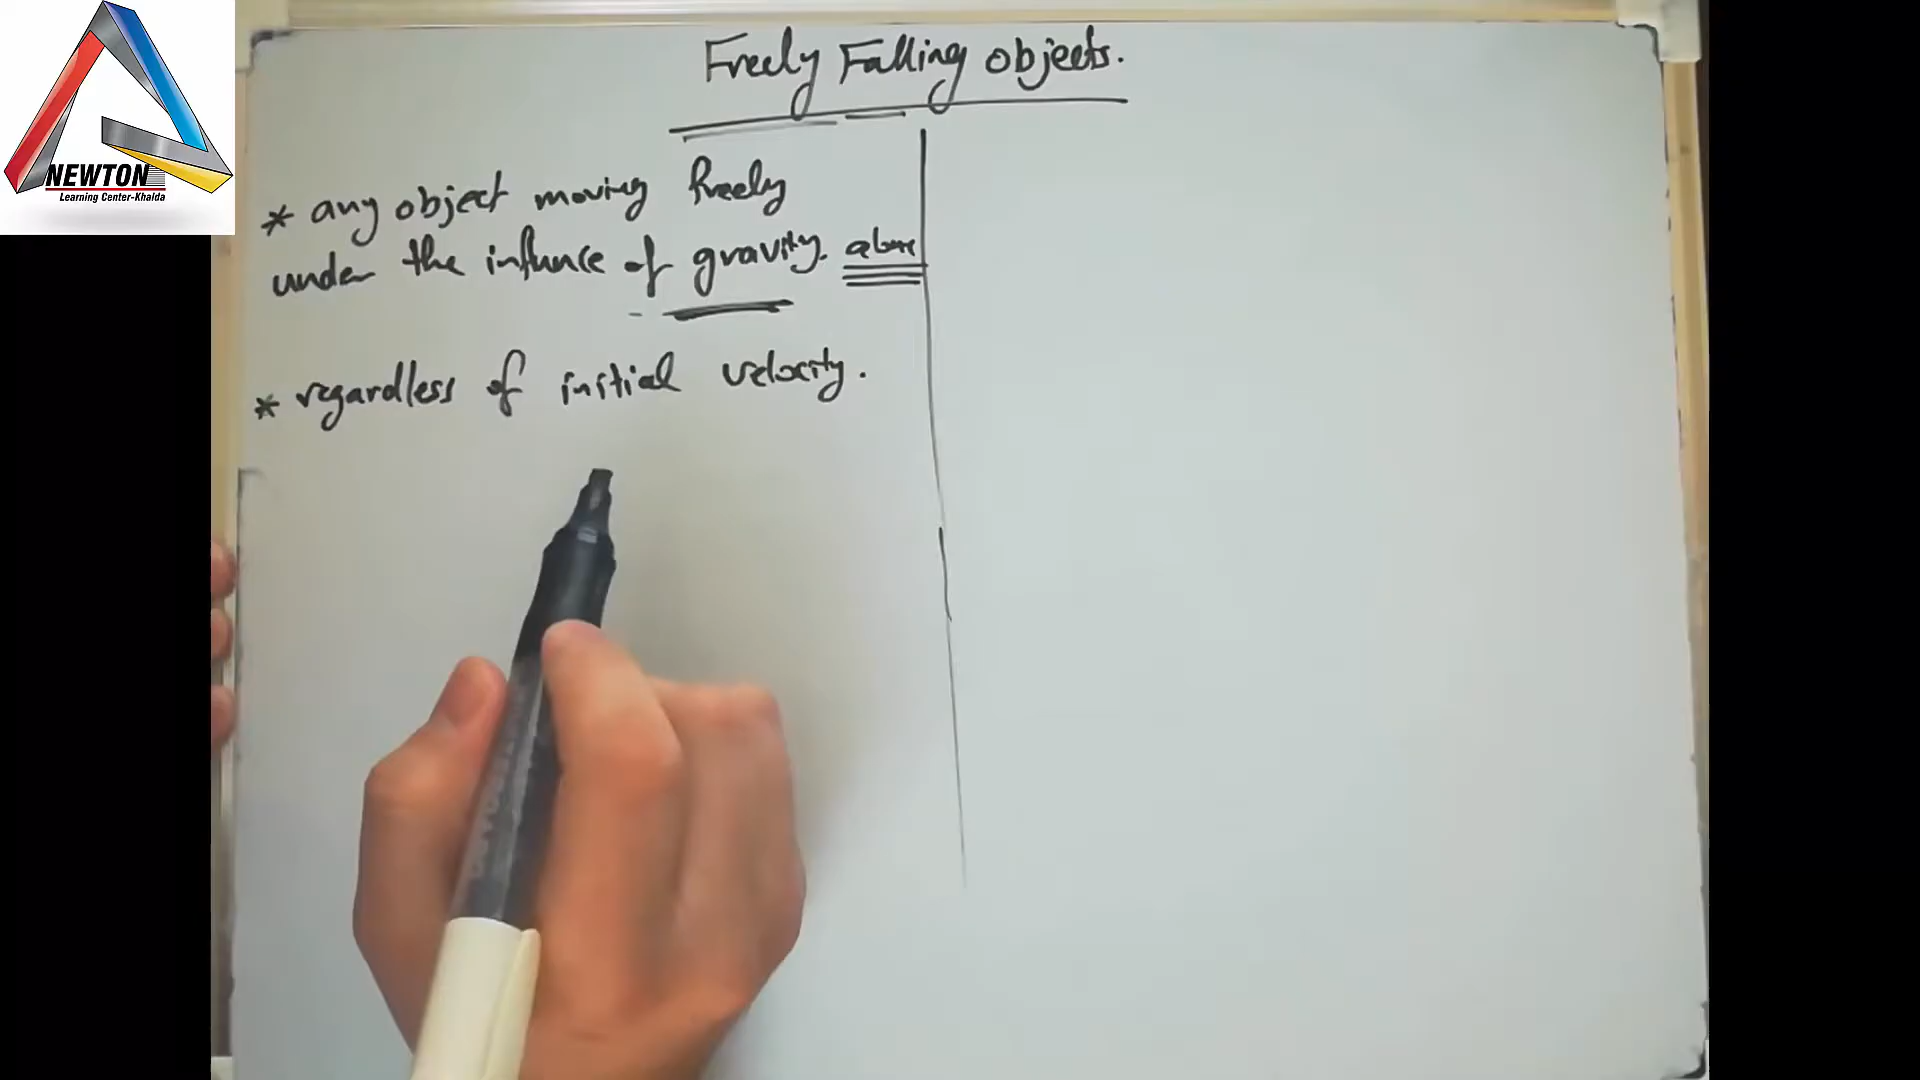 Freely Falling objects.
NEWTON
Learning Center-Khalda
* any object moving freely
under the influnce of gravity. alone
* regardless of initial velocity.